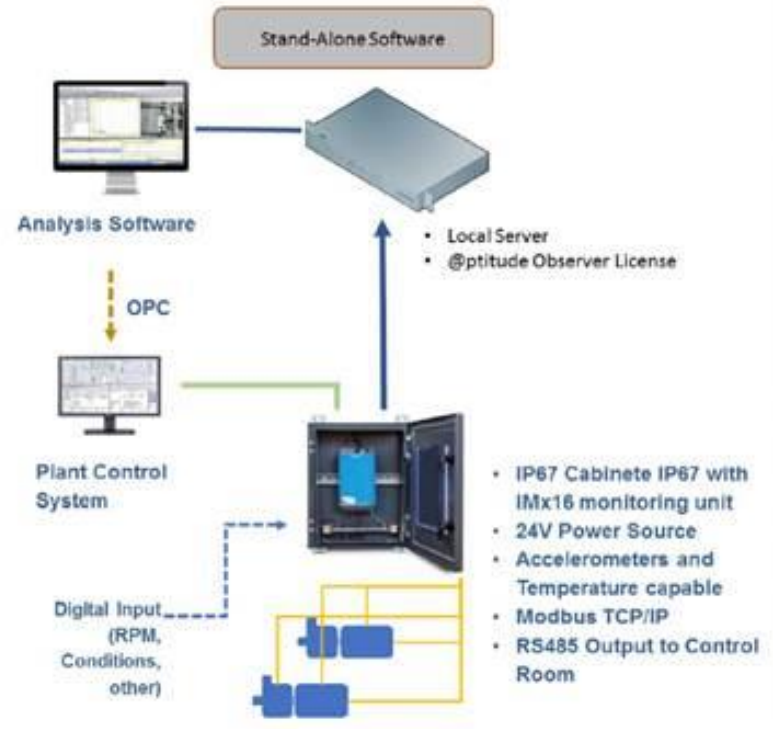 Stand-Alone Software
Analysis Software
• Local Server
• @ptitude Observer License
OPC
Plant Control
System
• IP67 Cabinete IP67 with
IMx16 monitoring unit
• 24V Power Source
• Accelerometers and
Temperature capable
• Modbus TCP/IP
• RS485 Output to Control
Room
Digital Input
(RPM,
Conditions,
other)